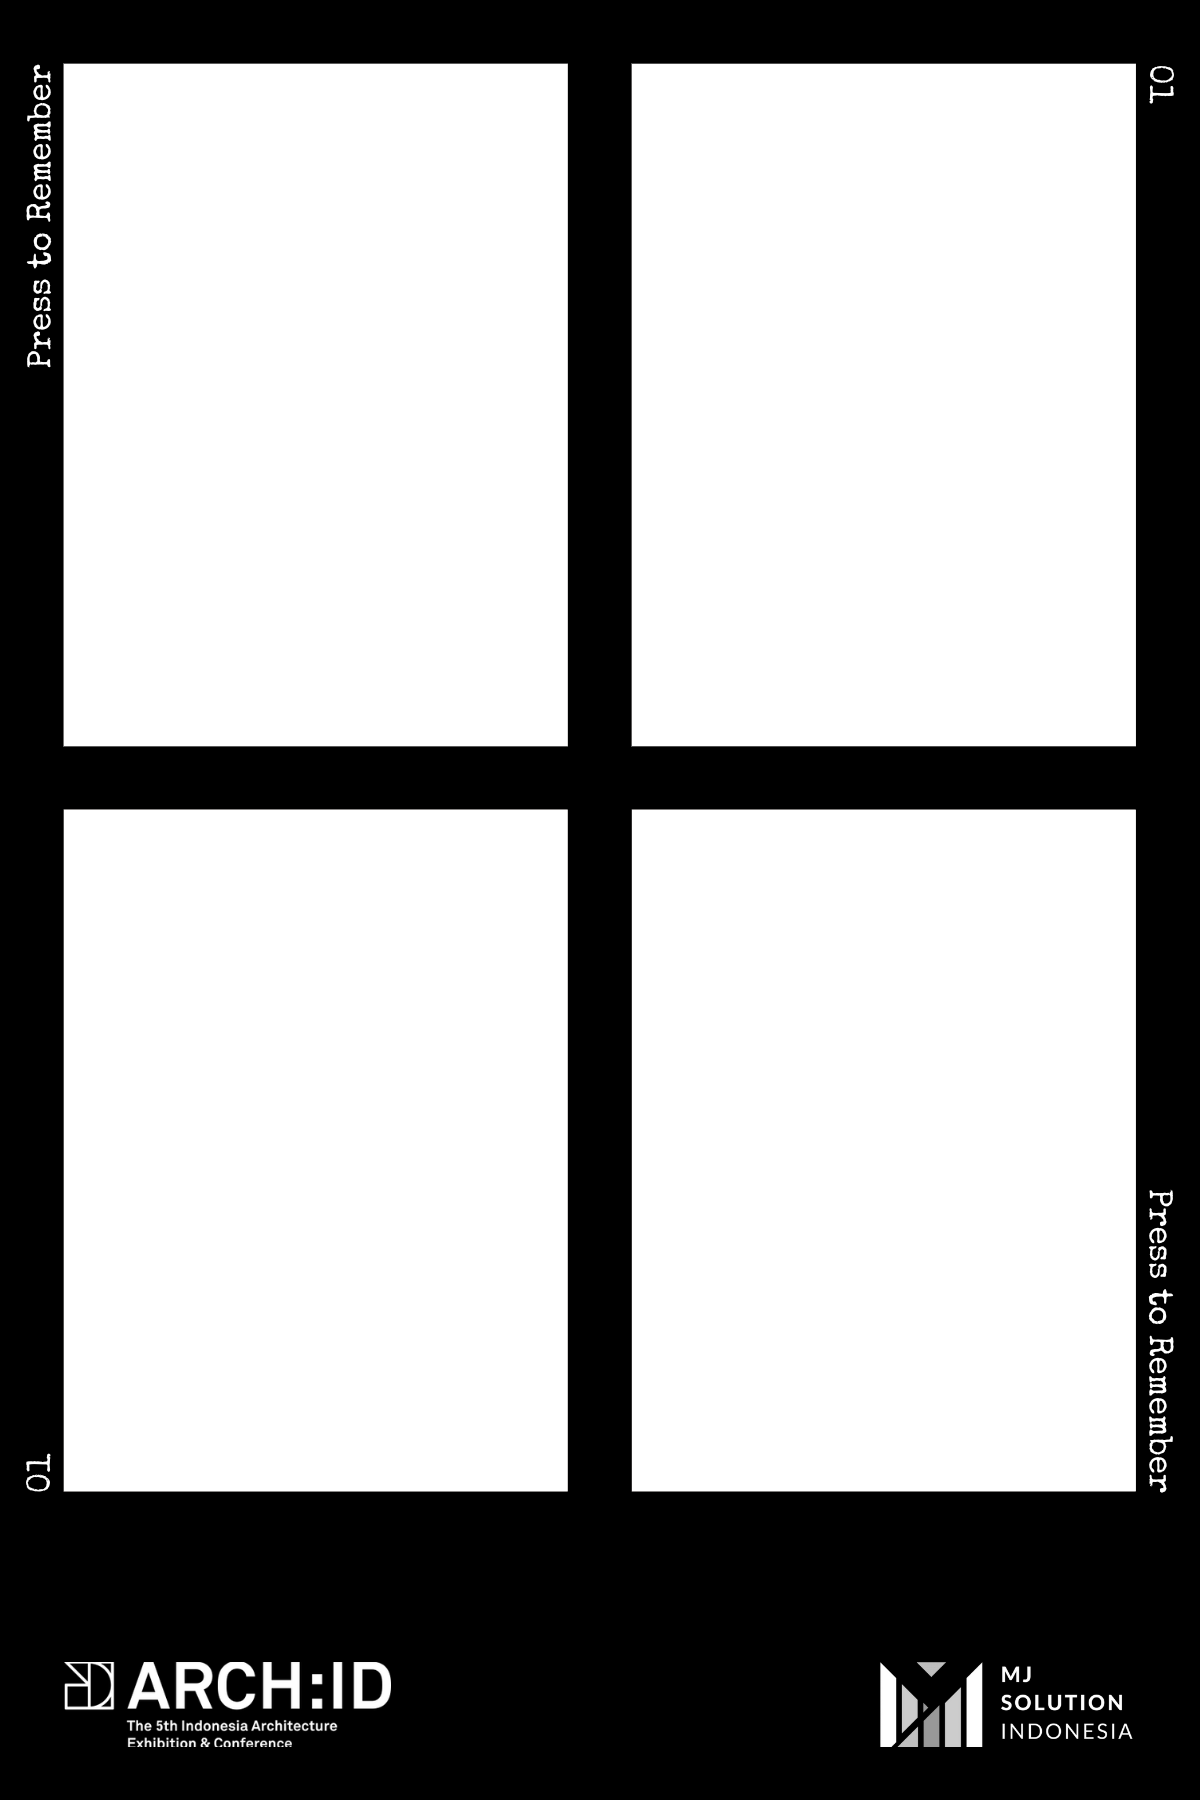 Press to Remember
01
01
Press to Remember
ARCH:ID
The 5th Indonesia Architecture
Exhibition & Conference
MJ
SOLUTION
INDONESIA